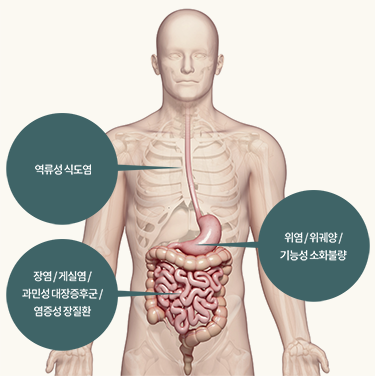 역류성 식도염
위염 / 위궤양 /
기능성 소화불량
장염 / 게실염 /
과민성 대장증후군 /
염증성 장질환